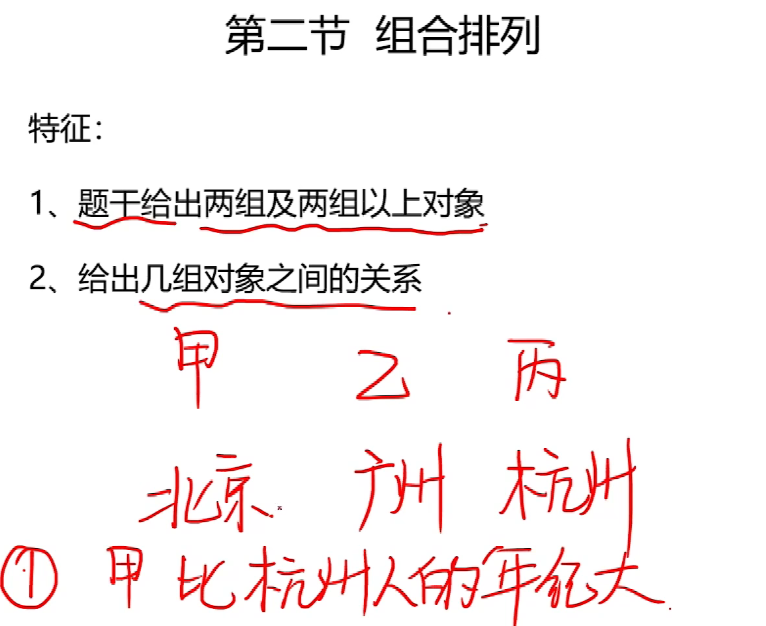 第二节 组合排列
特征：
1、题干给出两组及两组以上对象
2、给出几组对象之间的关系
甲 乙 丙
北京 广州 杭州
① 甲比杭州人的年纪大